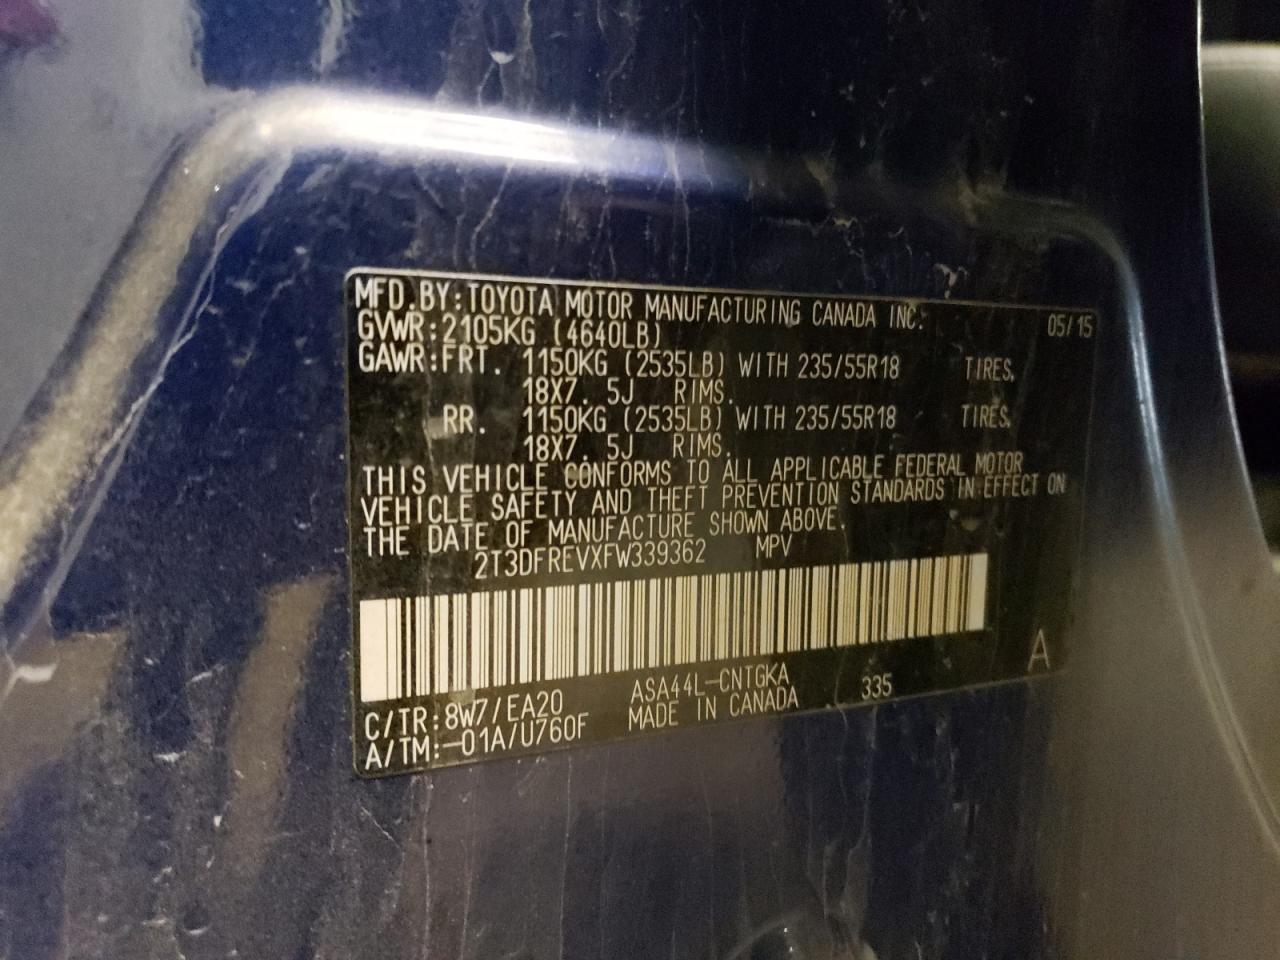 MFD.BY:TOYOTA MOTOR MANUFACTURING CANADA INC. 05/15
GVWR:2105KG (4640LB)
GAWR:FRT. 1150KG (2535LB) WITH 235/55R18 TIRES,
18X7.5J RIMS.
RR. 1150KG (2535LB) WITH 235/55R18 TIRES,
18X7.5J RIMS.
THIS VEHICLE CONFORMS TO ALL APPLICABLE FEDERAL MOTOR
VEHICLE SAFETY AND THEFT PREVENTION STANDARDS IN EFFECT ON
THE DATE OF MANUFACTURE SHOWN ABOVE.
2T3DFREVXFW339362 MPV
A
C/TR:8W7/EA20 ASA44L-CNTGKA 335
A/TM:-01A/U760F MADE IN CANADA